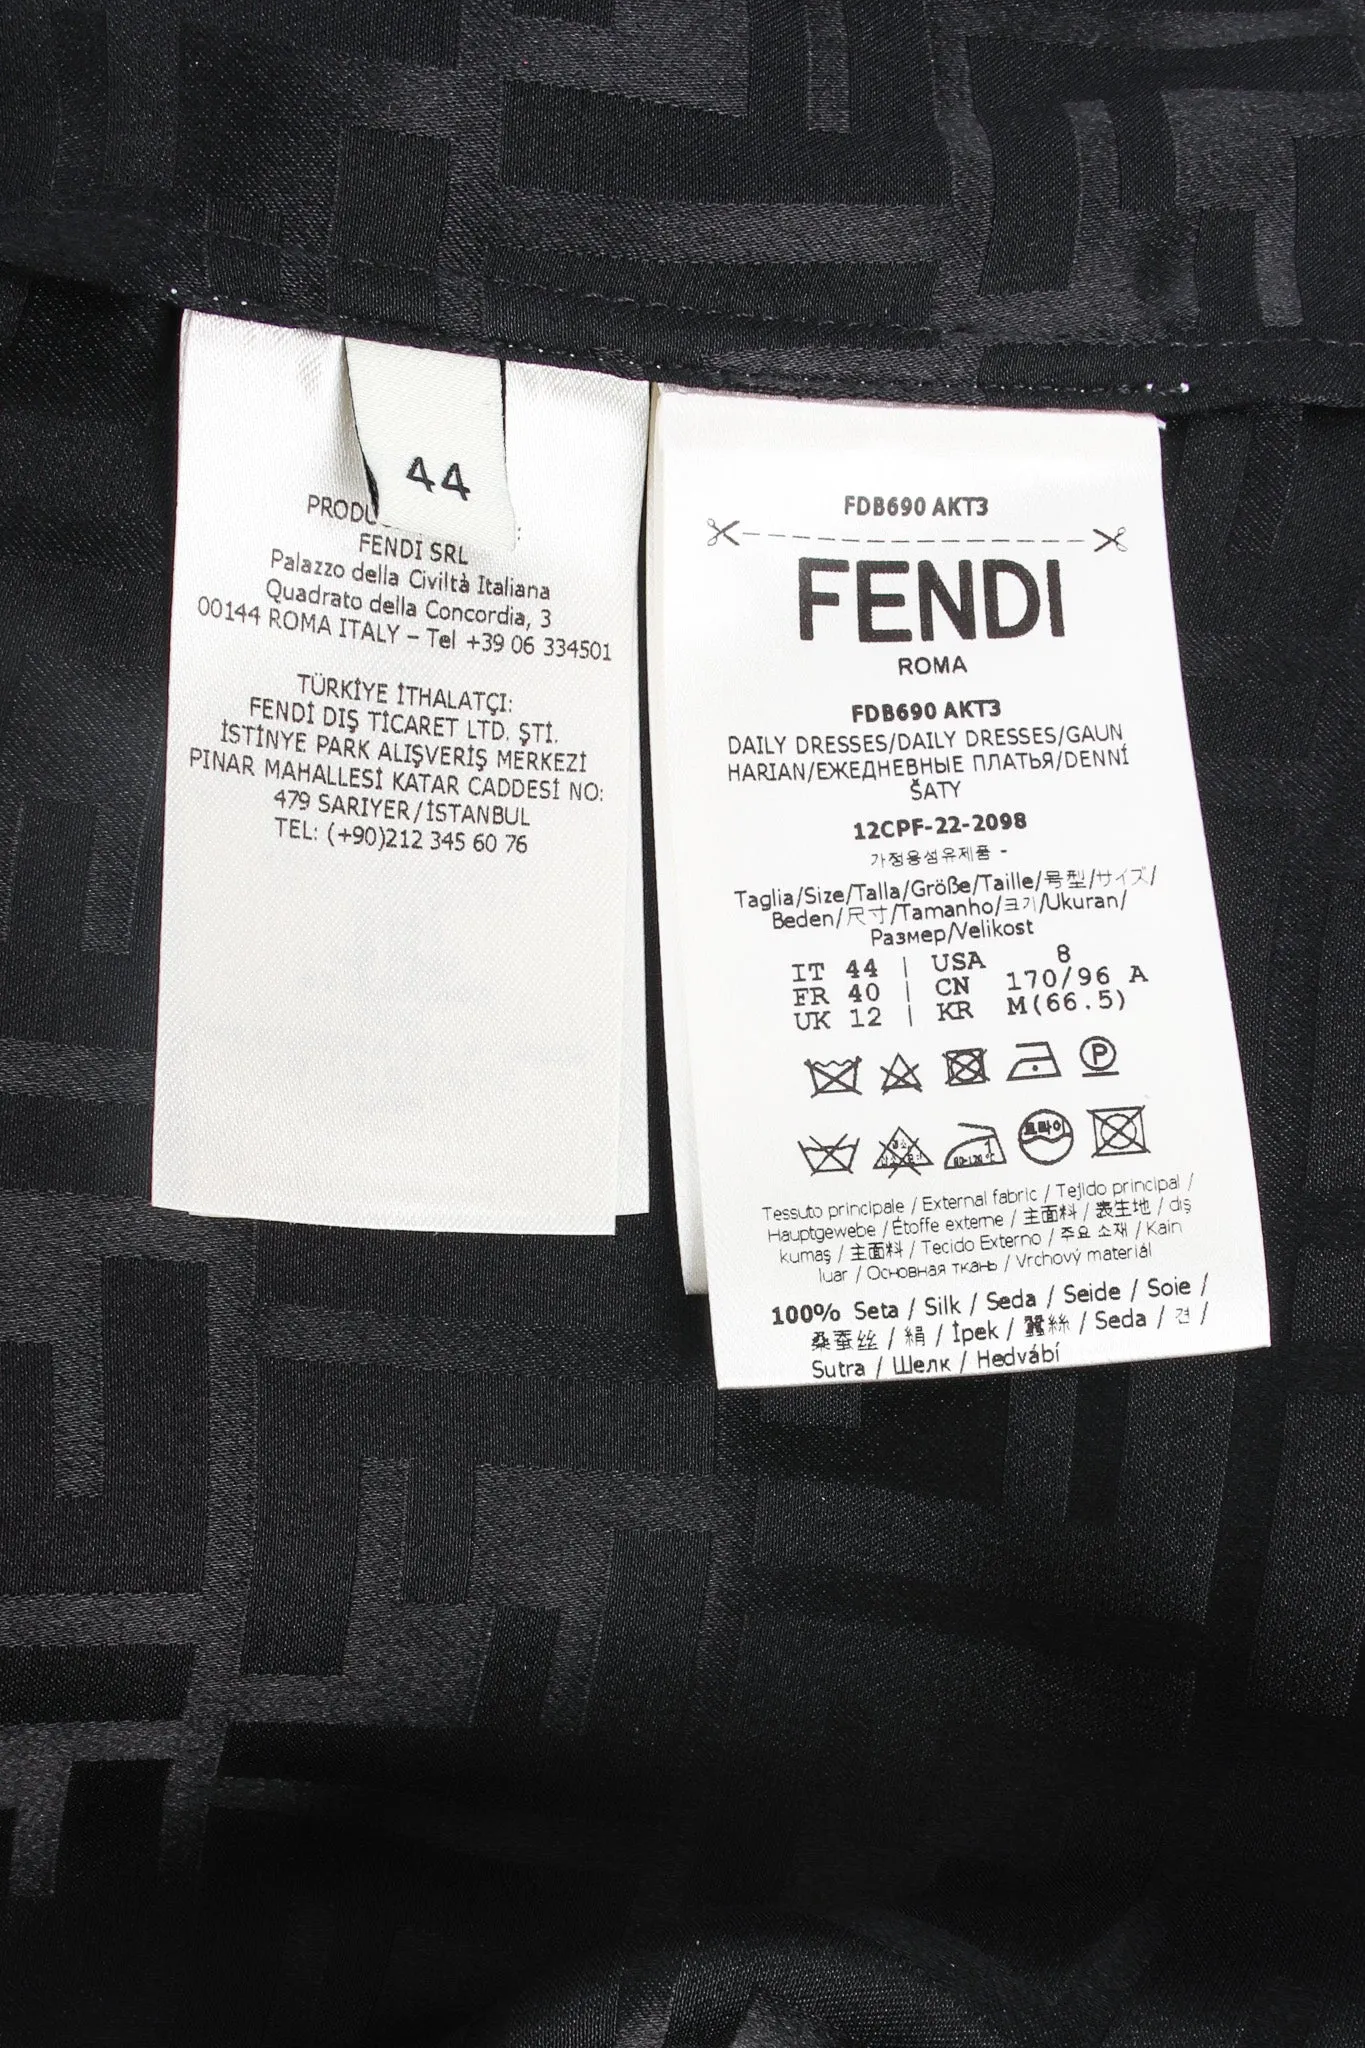 44
FENDI SRL
Palazzo della Civiltà Italiana
Quadrato della Concordia, 3
00144 ROMA ITALY – Tel +39 06 334501
TÜRKİYE İTHALATÇI:
FENDİ DIŞ TİCARET LTD. ŞTİ.
İSTİNYE PARK ALIŞVERİŞ MERKEZİ
PINAR MAHALLESİ KATAR CADDESİ NO:
479 SARIYER/İSTANBUL
TEL: (+90)212 345 60 76
FDB690 AKT3
FENDI
ROMA
FDB690 AKT3
DAILY DRESSES/DAILY DRESSES/GAUN
HARIAN/ЕЖЕДНЕВНЫЕ ПЛАТЬЯ/DENNÍ
ŠATY
12CPF-22-2098
가정용섬유제품 -
Taglia/Size/Talla/Größe/Taille/号型/サイズ/
Beden/尺寸/Tamanho/크기/Ukuran/
Размер/Velikost
IT 44 | USA 8
FR 40 | CN 170/96 A
UK 12 | KR M(66.5)
P
드라이
Tessuto principale / External fabric / Tejido principal /
Hauptgewebe / Étoffe externe / 主面料 / 表生地 / dış
kumaş / 主面料 / Tecido Externo / 주요 소재 / Kain
luar / Основная ткань / Vrchový materiál
100% Seta / Silk / Seda / Seide / Soie /
桑蚕丝 / 絹 / İpek / 絲 / Seda / 견 /
Sutra / Шелк / Hedvábí